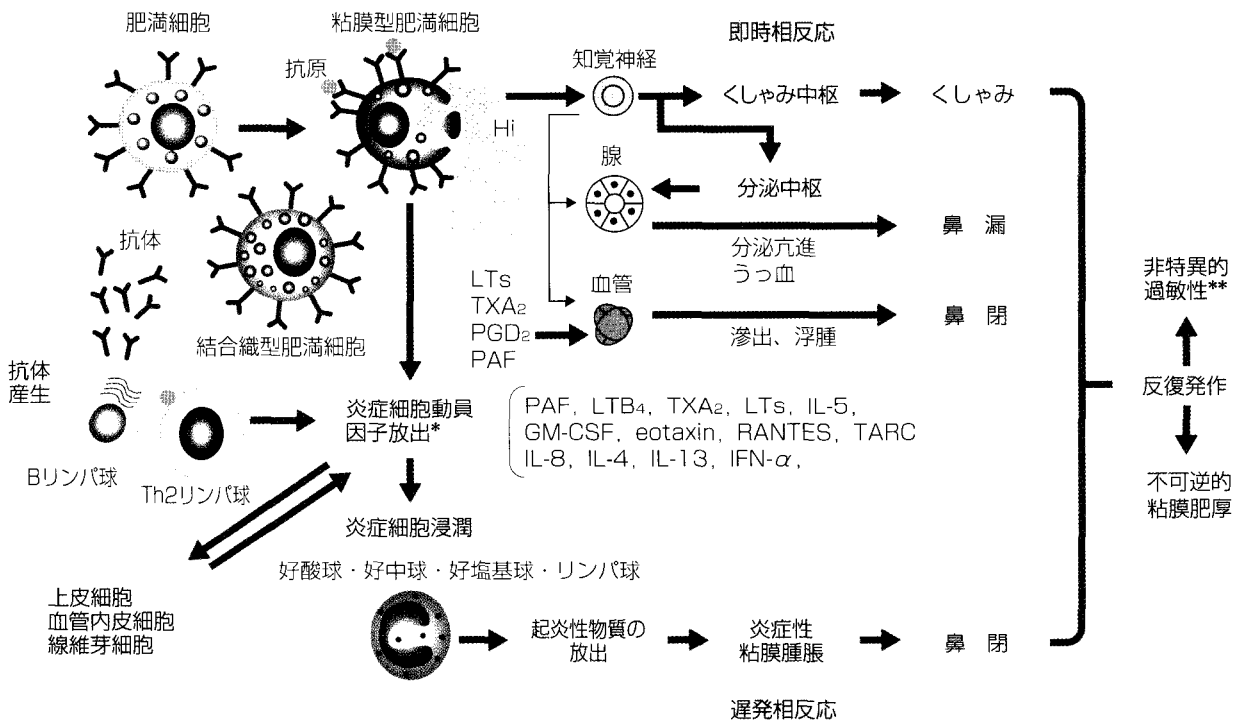 肥満細胞
粘膜型肥満細胞
抗原
Hi
即時相反応
知覚神経
くしゃみ中枢
くしゃみ
腺
分泌中枢
分泌亢進
うっ血
鼻 漏
抗体
結合織型肥満細胞
LTs
TXA₂
PGD₂
PAF
血管
滲出、浮腫
鼻 閉
非特異的
過敏性**
反復発作
不可逆的
粘膜肥厚
抗体
産生
Bリンパ球
Th2リンパ球
炎症細胞動員
因子放出*
PAF, LTB₄, TXA₂, LTs, IL-5,
GM-CSF, eotaxin, RANTES, TARC
IL-8, IL-4, IL-13, IFN-α,
炎症細胞浸潤
好酸球・好中球・好塩基球・リンパ球
上皮細胞
血管内皮細胞
線維芽細胞
起炎性物質の
放出
炎症性
粘膜腫脹
鼻 閉
遅発相反応